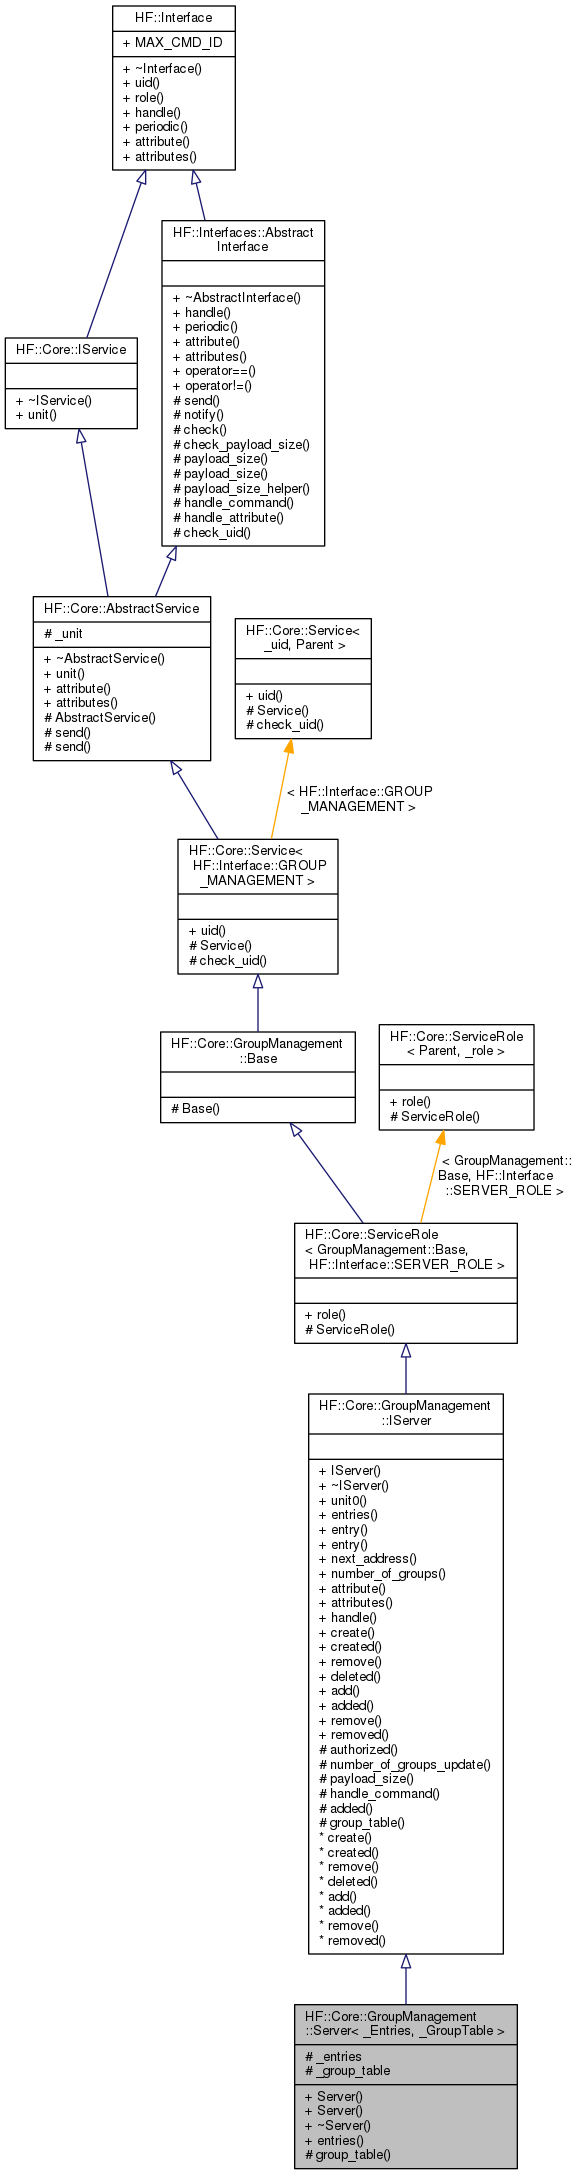 HF::Interface
+ MAX_CMD_ID
+ ~Interface()
+ uid()
+ role()
+ handle()
+ periodic()
+ attribute()
+ attributes()
HF::Interfaces::Abstract
Interface
+ ~AbstractInterface()
+ handle()
+ periodic()
+ attribute()
+ attributes()
+ operator==()
+ operator!=()
# send()
# notify()
# check()
# check_payload_size()
# payload_size()
# payload_size()
# payload_size_helper()
# handle_command()
# handle_attribute()
# check_uid()
HF::Core::IService
+ ~IService()
+ unit()
HF::Core::AbstractService
# _unit
+ ~AbstractService()
+ unit()
+ attribute()
+ attributes()
# AbstractService()
# send()
# send()
HF::Core::Service<
_uid, Parent >
+ uid()
# Service()
# check_uid()
< HF::Interface::GROUP
_MANAGEMENT >
HF::Core::Service<
HF::Interface::GROUP
_MANAGEMENT >
+ uid()
# Service()
# check_uid()
HF::Core::GroupManagement
::Base
# Base()
HF::Core::ServiceRole
< Parent, _role >
+ role()
# ServiceRole()
< GroupManagement::
Base, HF::Interface
::SERVER_ROLE >
HF::Core::ServiceRole
< GroupManagement::Base,
HF::Interface::SERVER_ROLE >
+ role()
# ServiceRole()
HF::Core::GroupManagement
::IServer
+ IServer()
+ ~IServer()
+ unit0()
+ entries()
+ entry()
+ entry()
+ next_address()
+ number_of_groups()
+ attribute()
+ attributes()
+ handle()
+ create()
+ created()
+ remove()
+ deleted()
+ add()
+ added()
+ remove()
+ removed()
# authorized()
# number_of_groups_update()
# payload_size()
# handle_command()
# added()
# group_table()
* create()
* created()
* remove()
* deleted()
* add()
* added()
* remove()
* removed()
HF::Core::GroupManagement
::Server< _Entries, _GroupTable >
# _entries
# _group_table
+ Server()
+ Server()
+ ~Server()
+ entries()
# group_table()